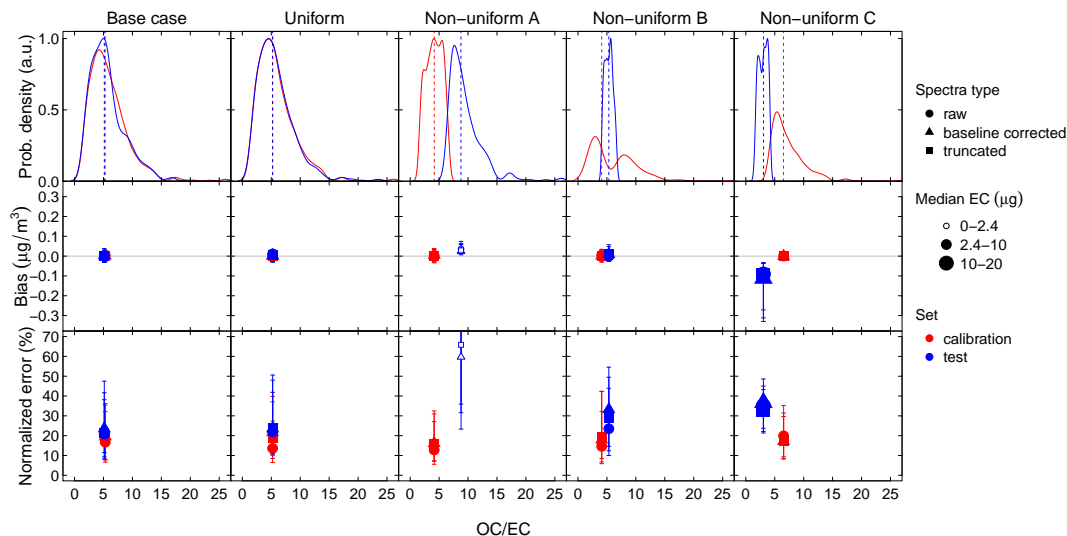 Base case Uniform Non−uniform A Non−uniform B Non−uniform C
Prob. density (a.u.)
1.0
0.5
0.0
Bias (μg/m³)
0.3
0.2
0.1
0.0
−0.1
−0.2
−0.3
Normalized error (%)
70
60
50
40
30
20
10
0
0 5 10 15 20 25 0 5 10 15 20 25 0 5 10 15 20 25 0 5 10 15 20 25 0 5 10 15 20 25
OC/EC
Spectra type
raw
baseline corrected
truncated
Median EC (μg)
0−2.4
2.4−10
10−20
Set
calibration
test